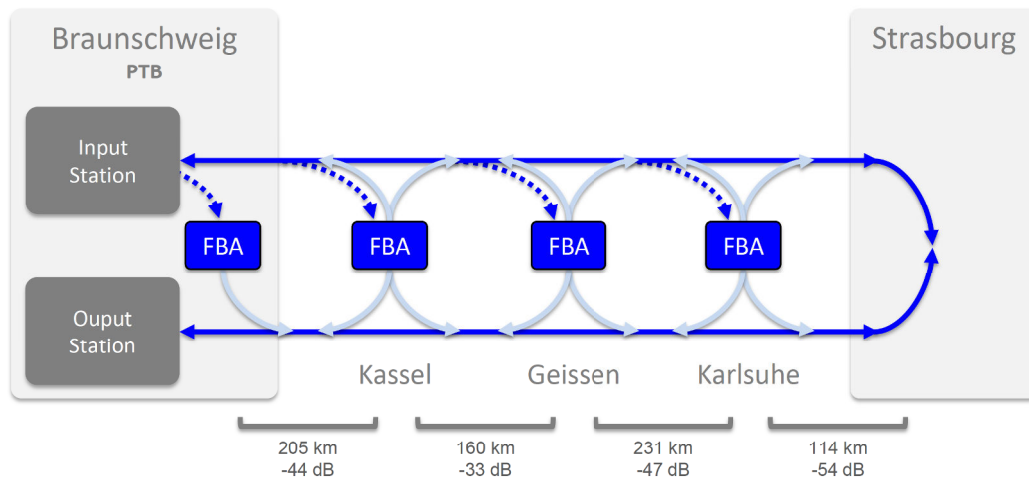 Braunschweig
PTB
Strasbourg
Input
Station
FBA
FBA
FBA
FBA
Ouput
Station
Kassel
Geissen
Karlsuhe
205 km
-44 dB
160 km
-33 dB
231 km
-47 dB
114 km
-54 dB